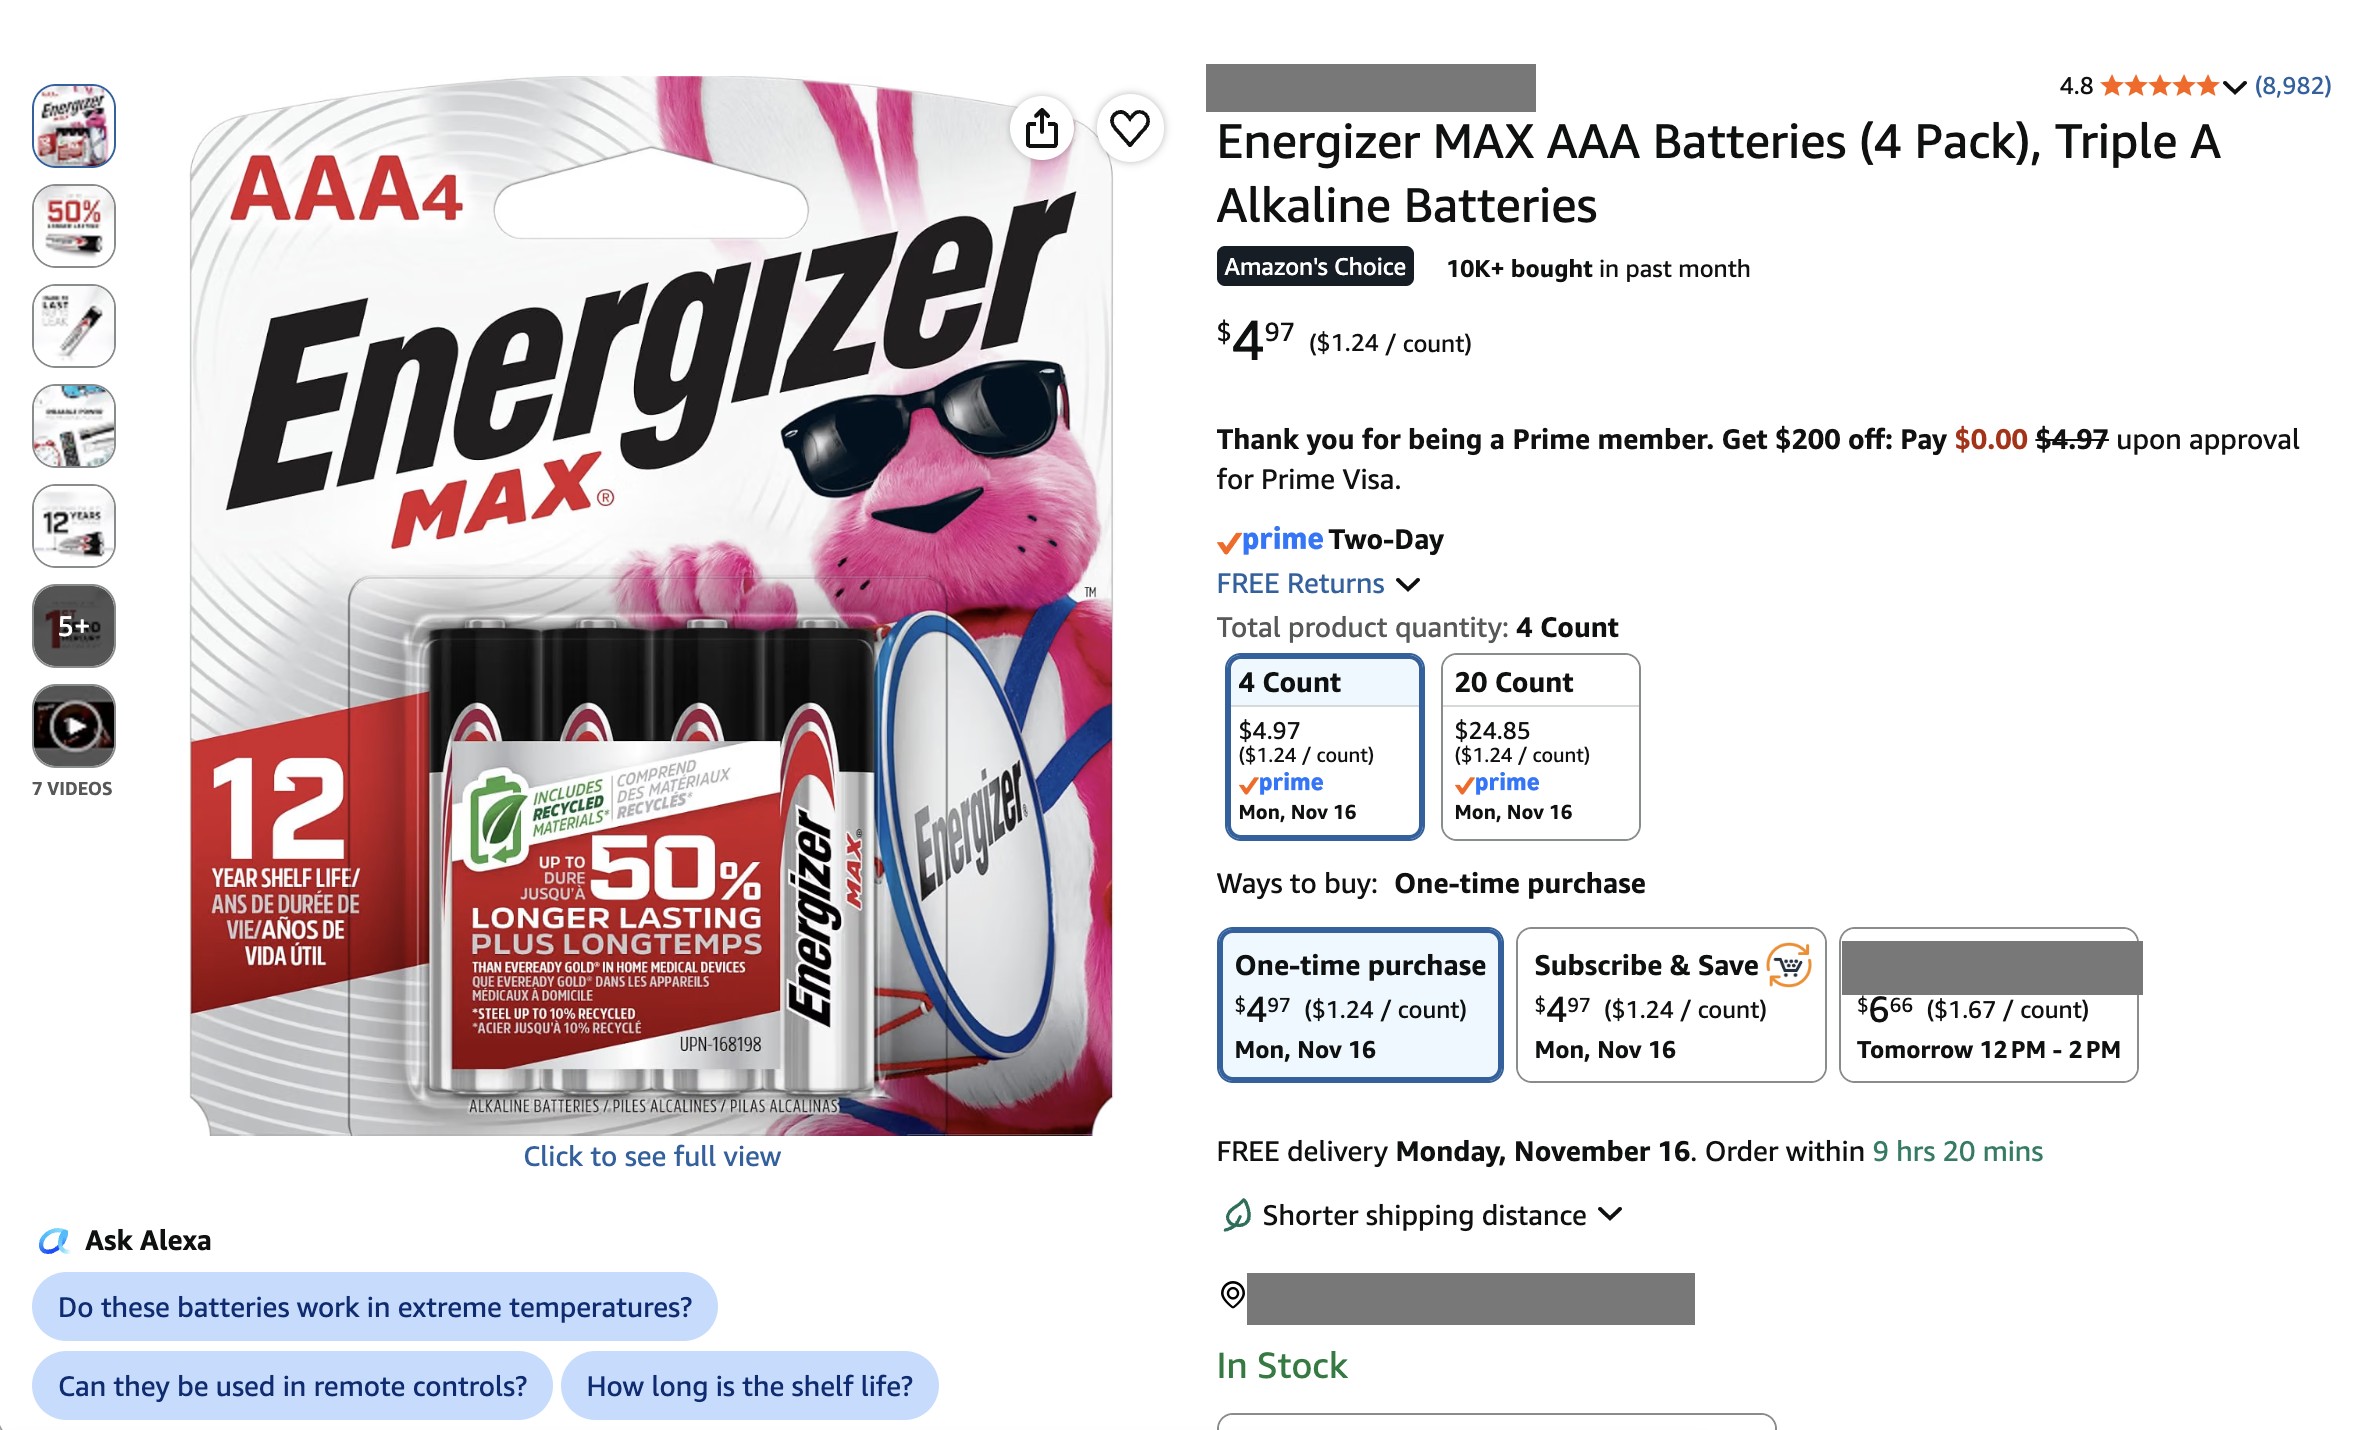 50%
LONGER LASTING
LAST
LEAK
12 YEARS
5+
7 VIDEOS
AAA4
Energizer
MAX®
TM
12
YEAR SHELF LIFE/
ANS DE DURÉE DE
VIE/AÑOS DE
VIDA ÚTIL
INCLUDES
RECYCLED
MATERIALS*
COMPREND
DES MATÉRIAUX
RECYCLÉS*
UP TO
DURE
JUSQU'À
50%
LONGER LASTING
PLUS LONGTEMPS
THAN EVEREADY GOLD® IN HOME MEDICAL DEVICES
QUE EVEREADY GOLD® DANS LES APPAREILS
MÉDICAUX À DOMICILE
*STEEL UP TO 10% RECYCLED
*ACIER JUSQU'À 10% RECYCLÉ
UPN-168198
Energizer
MAX®
Energizer
ALKALINE BATTERIES / PILES ALCALINES / PILAS ALCALINAS
Click to see full view
Ask Alexa
Do these batteries work in extreme temperatures?
Can they be used in remote controls? How long is the shelf life?
4.8 (8,982)
Energizer MAX AAA Batteries (4 Pack), Triple A
Alkaline Batteries
Amazon's Choice 10K+ bought in past month
$497 ($1.24 / count)
Thank you for being a Prime member. Get $200 off: Pay $0.00 $4.97 upon approval
for Prime Visa.
prime Two-Day
FREE Returns
Total product quantity: 4 Count
4 Count
$4.97
($1.24 / count)
prime
Mon, Nov 16
20 Count
$24.85
($1.24 / count)
prime
Mon, Nov 16
Ways to buy: One-time purchase
One-time purchase
$497 ($1.24 / count)
Mon, Nov 16
Subscribe & Save
$497 ($1.24 / count)
Mon, Nov 16
$666 ($1.67 / count)
Tomorrow 12 PM - 2 PM
FREE delivery Monday, November 16. Order within 9 hrs 20 mins
Shorter shipping distance
In Stock